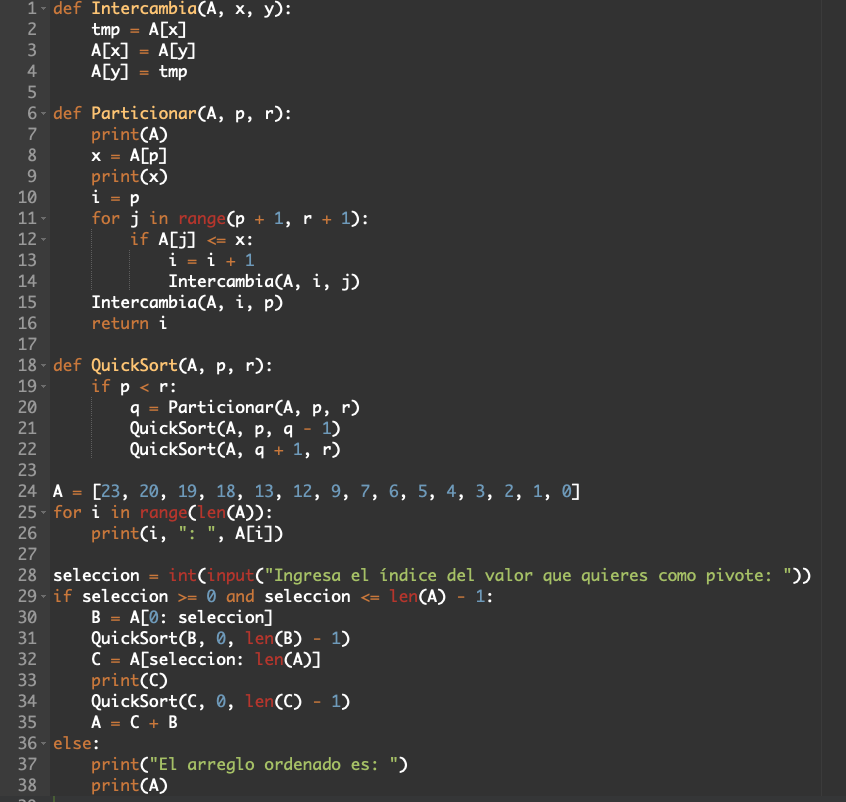 1 def Intercambia(A, x, y):
2     tmp = A[x]
3     A[x] = A[y]
4     A[y] = tmp
5
6 def Particionar(A, p, r):
7     print(A)
8     x = A[p]
9     print(x)
10     i = p
11     for j in range(p + 1, r + 1):
12         if A[j] <= x:
13             i = i + 1
14             Intercambia(A, i, j)
15     Intercambia(A, i, p)
16     return i
17
18 def QuickSort(A, p, r):
19     if p < r:
20         q = Particionar(A, p, r)
21         QuickSort(A, p, q - 1)
22         QuickSort(A, q + 1, r)
23
24 A = [23, 20, 19, 18, 13, 12, 9, 7, 6, 5, 4, 3, 2, 1, 0]
25 for i in range(len(A)):
26     print(i, ": ", A[i])
27
28 seleccion = int(input("Ingresa el índice del valor que quieres como pivote: "))
29 if seleccion >= 0 and seleccion <= len(A) - 1:
30     B = A[0: seleccion]
31     QuickSort(B, 0, len(B) - 1)
32     C = A[seleccion: len(A)]
33     print(C)
34     QuickSort(C, 0, len(C) - 1)
35     A = C + B
36 else:
37     print("El arreglo ordenado es: ")
38     print(A)